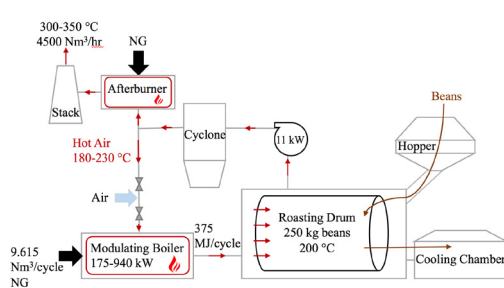 300-350 °C
4500 Nm³/hr
NG
Afterburner
Stack
Beans
Hot Air
180-230 °C
Cyclone
11 kW
Hopper
Air
Roasting Drum
250 kg beans
200 °C
375
MJ/cycle
9.615
Nm³/cycle
NG
Modulating Boiler
175-940 kW
Cooling Chamber